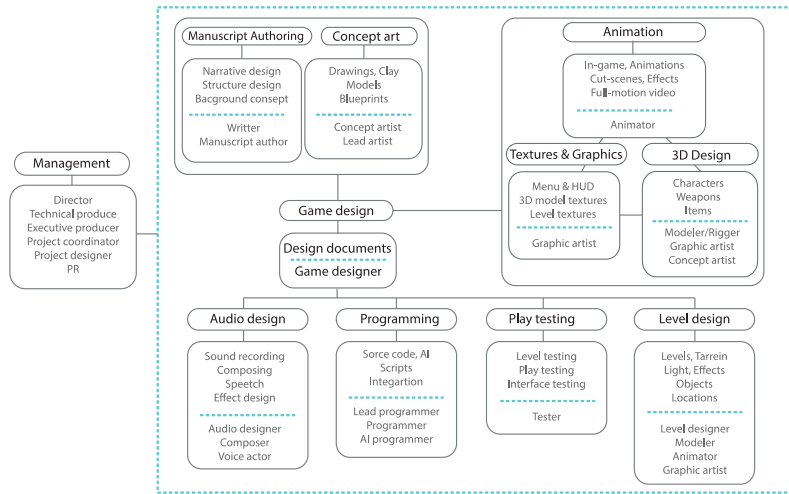 Manuscript Authoring
Narrative design
Structure design
Bacground consept
Writter
Manuscript author
Concept art
Drawings, Clay
Models
Blueprints
Concept artist
Lead artist
Animation
In-game, Animations
Cut-scenes, Effects
Full-motion video
Animator
Textures & Graphics
Menu & HUD
3D model textures
Level textures
Graphic artist
3D Design
Characters
Weapons
Items
Modeler/Rigger
Graphic artist
Concept artist
Management
Director
Technical produce
Executive producer
Project coordinator
Project designer
PR
Game design
Design documents
Game designer
Audio design
Sound recording
Composing
Speetch
Effect design
Audio designer
Composer
Voice actor
Programming
Sorce code, AI
Scripts
Integartion
Lead programmer
Programmer
AI programmer
Play testing
Level testing
Play testing
Interface testing
Tester
Level design
Levels, Tarrein
Light, Effects
Objects
Locations
Level designer
Modeler
Animator
Graphic artist